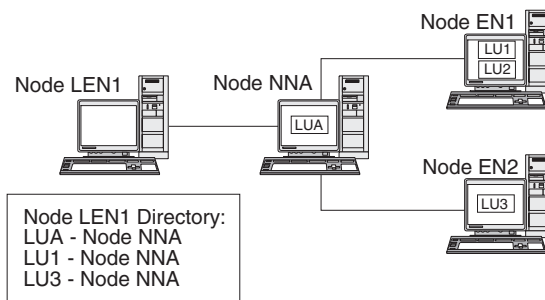 Node EN1
LU1
LU2
Node LEN1
Node NNA
LUA
Node EN2
LU3
Node LEN1 Directory:
LUA - Node NNA
LU1 - Node NNA
LU3 - Node NNA